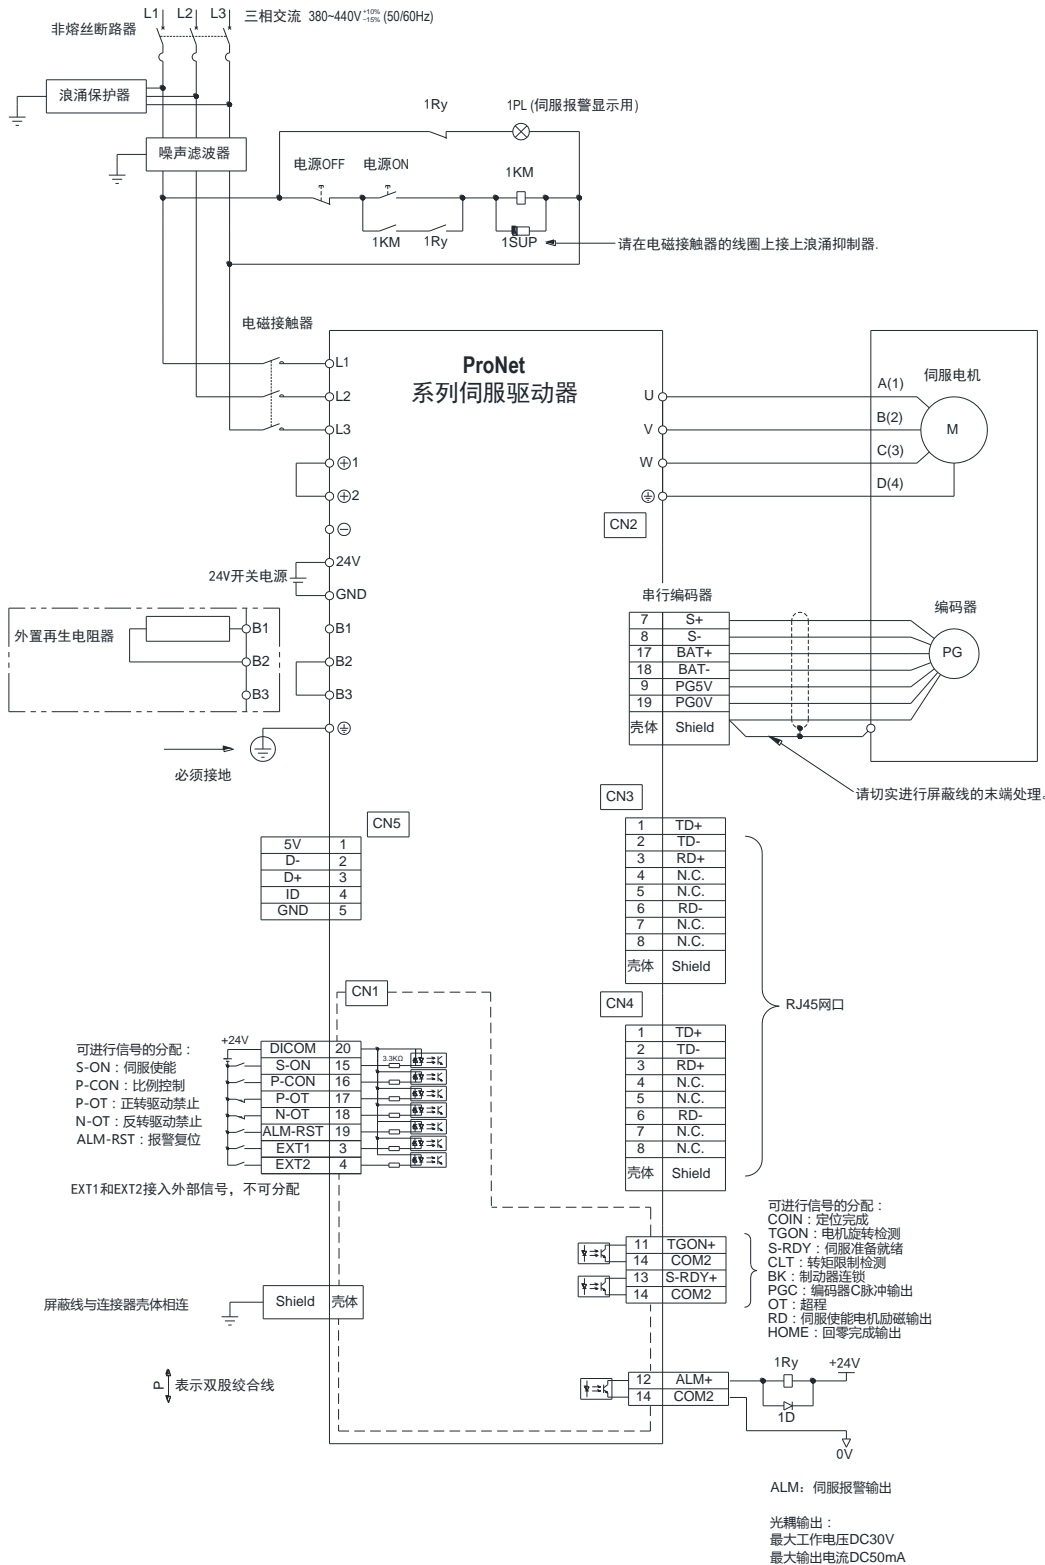 L1 L2 L3 三相交流 380~440V +10% -15% (50/60Hz)
非熔丝断路器
浪涌保护器
噪声滤波器
1Ry 1PL (伺服报警显示用)
电源OFF 电源ON
1KM
1KM 1Ry 1SUP
请在电磁接触器的线圈上接上浪涌抑制器.
电磁接触器
ProNet
系列伺服驱动器
L1
L2
L3
⊕1
⊕2
⊖
24V
24V开关电源
GND
外置再生电阻器
B1
B2
B3
B1
B2
B3
必须接地
U
V
W
CN2
A(1)
B(2)
C(3)
D(4)
伺服电机
M
串行编码器
7 S+
8 S-
17 BAT+
18 BAT-
9 PG5V
19 PG0V
壳体 Shield
编码器
PG
请切实进行屏蔽线的末端处理。
CN5
5V 1
D- 2
D+ 3
ID 4
GND 5
CN3
1 TD+
2 TD-
3 RD+
4 N.C.
5 N.C.
6 RD-
7 N.C.
8 N.C.
壳体 Shield
CN4
1 TD+
2 TD-
3 RD+
4 N.C.
5 N.C.
6 RD-
7 N.C.
8 N.C.
壳体 Shield
RJ45网口
CN1
可进行信号的分配：
S-ON：伺服使能
P-CON：比例控制
P-OT：正转驱动禁止
N-OT：反转驱动禁止
ALM-RST：报警复位
+24V
DICOM 20
S-ON 15
P-CON 16
P-OT 17
N-OT 18
ALM-RST 19
EXT1 3
EXT2 4
3.3KΩ
EXT1和EXT2接入外部信号，不可分配
11 TGON+
14 COM2
13 S-RDY+
14 COM2
可进行信号的分配：
COIN：定位完成
TGON：电机旋转检测
S-RDY：伺服准备就绪
CLT：转矩限制检测
BK：制动器连锁
PGC：编码器C脉冲输出
OT：超程
RD：伺服使能电机励磁输出
HOME：回零完成输出
屏蔽线与连接器壳体相连
Shield 壳体
P 表示双股绞合线
12 ALM+
14 COM2
1Ry
+24V
1D
0V
ALM：伺服报警输出
光耦输出：
最大工作电压DC30V
最大输出电流DC50mA